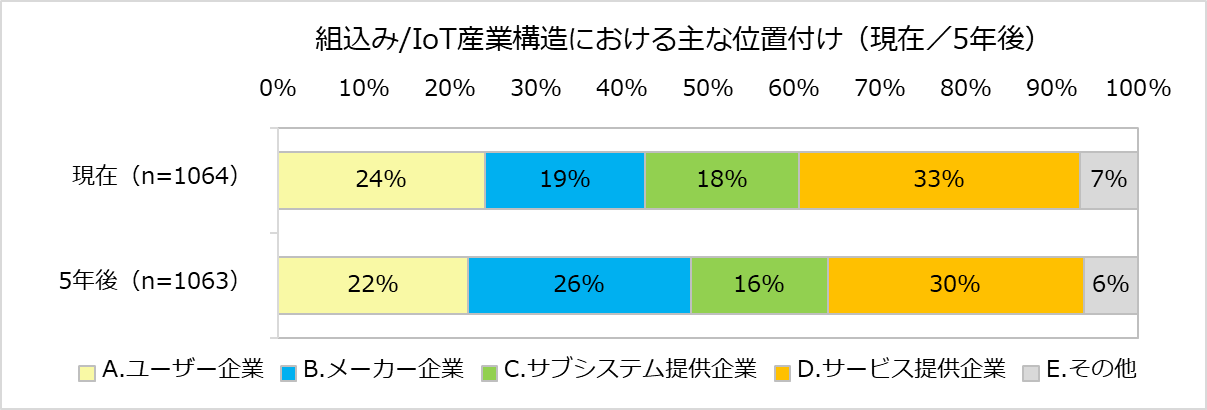 組込み/IoT産業構造における主な位置付け（現在／5年後）
0% 10% 20% 30% 40% 50% 60% 70% 80% 90% 100%
現在（n=1064） 24% 19% 18% 33% 7%
5年後（n=1063） 22% 26% 16% 30% 6%
A.ユーザー企業 B.メーカー企業 C.サブシステム提供企業 D.サービス提供企業 E.その他